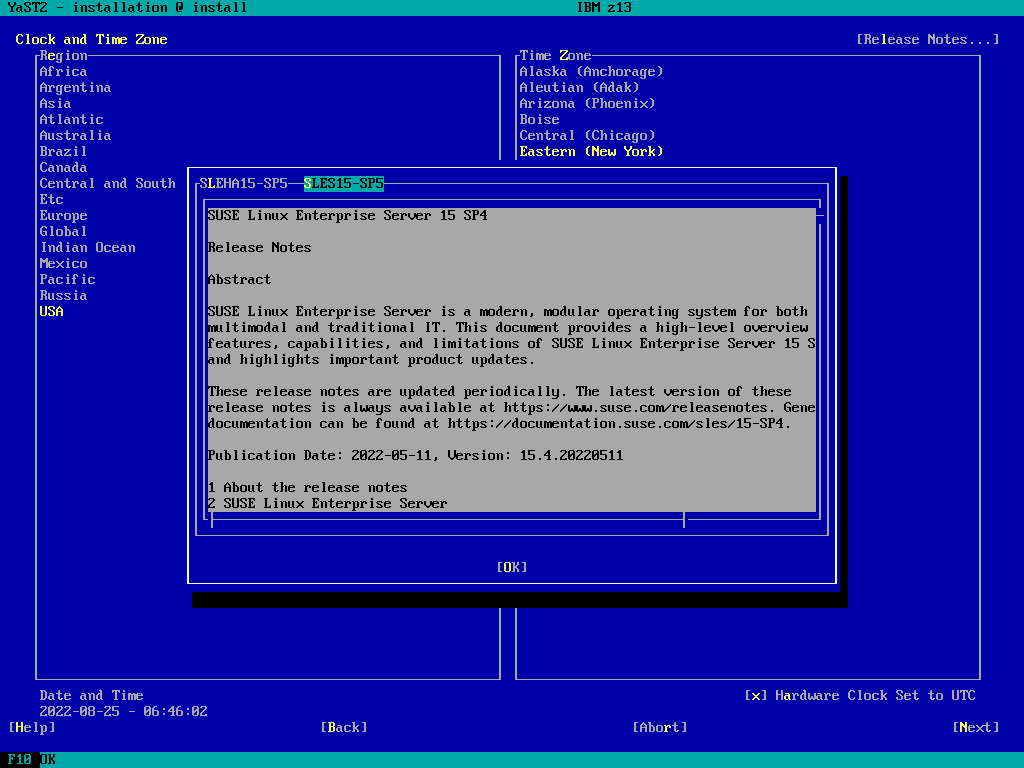 YaST2 - installation @ install IBM z13
Clock and Time Zone [Release Notes...]
Region Time Zone
Africa Alaska (Anchorage)
Argentina Aleutian (Adak)
Asia Arizona (Phoenix)
Atlantic Boise
Australia Central (Chicago)
Brazil Eastern (New York)
Canada
Central and South
Etc
Europe
Global
Indian Ocean
Mexico
Pacific
Russia
USA
SLEHA15-SP5 SLES15-SP5
SUSE Linux Enterprise Server 15 SP4
Release Notes
Abstract
SUSE Linux Enterprise Server is a modern, modular operating system for both
multimodal and traditional IT. This document provides a high-level overview
features, capabilities, and limitations of SUSE Linux Enterprise Server 15 S
and highlights important product updates.
These release notes are updated periodically. The latest version of these
release notes is always available at https://www.suse.com/releasenotes. Gene
documentation can be found at https://documentation.suse.com/sles/15-SP4.
Publication Date: 2022-05-11, Version: 15.4.20220511
1 About the release notes
2 SUSE Linux Enterprise Server
[OK]
Date and Time [x] Hardware Clock Set to UTC
2022-08-25 - 06:46:02
[Help] [Back] [Abort] [Next]
F10 OK